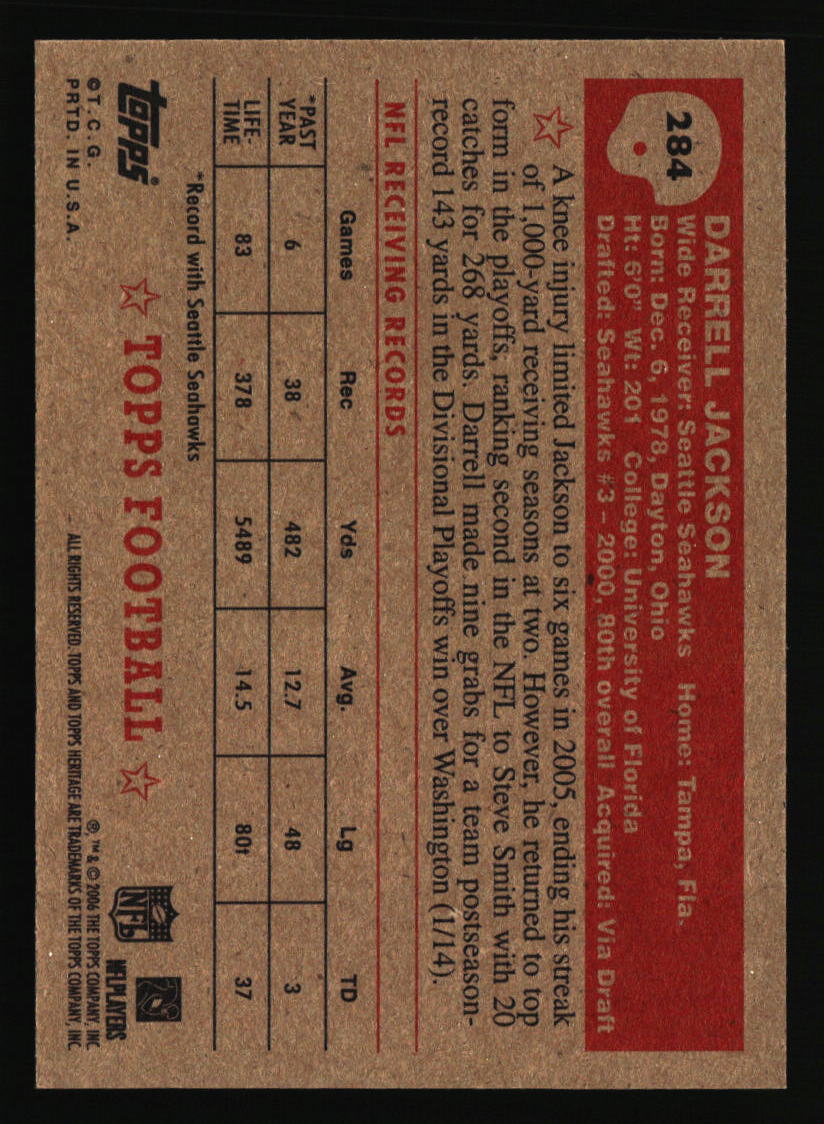 284
DARRELL JACKSON
Wide Receiver: Seattle Seahawks Home: Tampa, Fla.
Born: Dec. 6, 1978, Dayton, Ohio
Ht: 6'0" Wt: 201 College: University of Florida
Drafted: Seahawks #3 - 2000, 80th overall Acquired: Via Draft
A knee injury limited Jackson to six games in 2005, ending his streak
of 1,000-yard receiving seasons at two. However, he returned to top
form in the playoffs, ranking second in the NFL to Steve Smith with 20
catches for 268 yards. Darrell made nine grabs for a team postseason-
record 143 yards in the Divisional Playoffs win over Washington (1/14).
NFL RECEIVING RECORDS
Games Rec Yds Avg. Lg TD
*PAST YEAR 6 38 482 12.7 48 3
LIFE-TIME 83 378 5489 14.5 80t 37
*Record with Seattle Seahawks
topps®
TOPPS FOOTBALL
NFL
NFLPLAYERS
©T.C.G.
PRTD. IN U.S.A.
®, ™ & © 2006 THE TOPPS COMPANY, INC
ALL RIGHTS RESERVED. TOPPS AND TOPPS HERITAGE ARE TRADEMARKS OF THE TOPPS COMPANY, INC